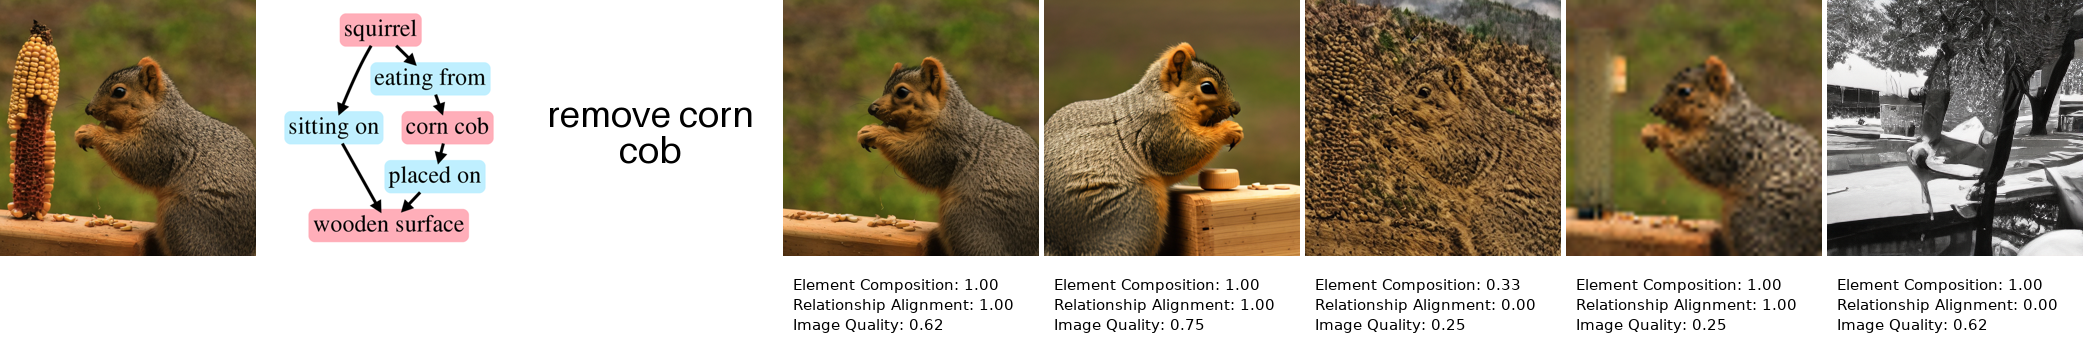 squirrel
eating from
sitting on
corn cob
placed on
wooden surface
remove corn
cob
Element Composition: 1.00
Relationship Alignment: 1.00
Image Quality: 0.62
Element Composition: 1.00
Relationship Alignment: 1.00
Image Quality: 0.75
Element Composition: 0.33
Relationship Alignment: 0.00
Image Quality: 0.25
Element Composition: 1.00
Relationship Alignment: 1.00
Image Quality: 0.25
Element Composition: 1.00
Relationship Alignment: 0.00
Image Quality: 0.62